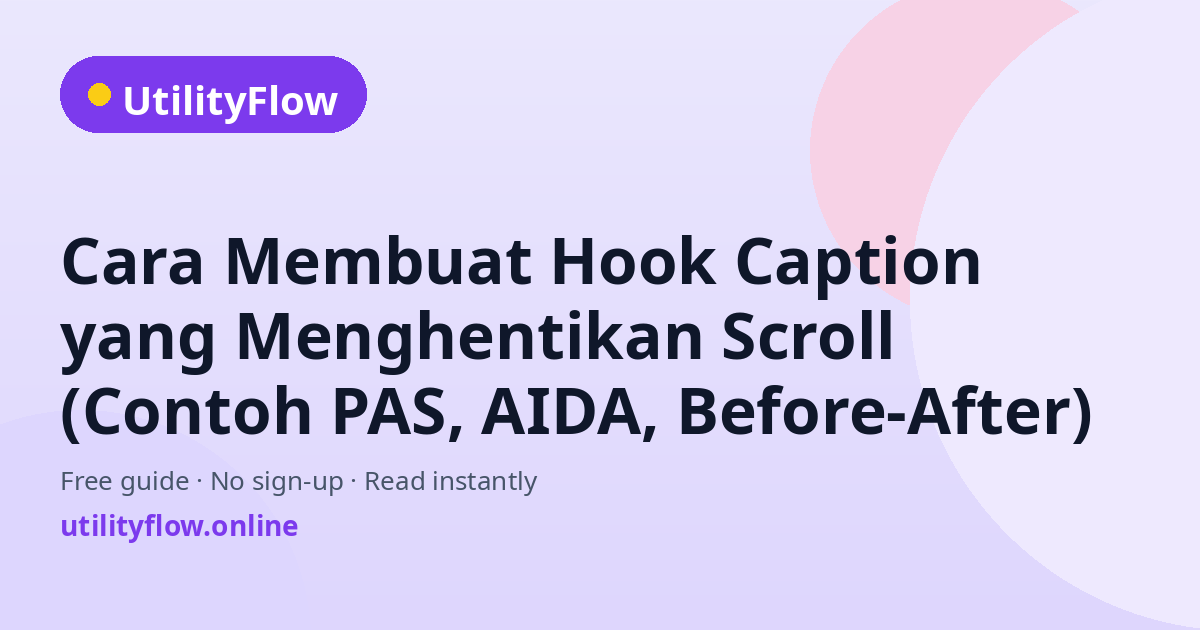 UtilityFlow
Cara Membuat Hook Caption
yang Menghentikan Scroll
(Contoh PAS, AIDA, Before-After)
Free guide · No sign-up · Read instantly
utilityflow.online